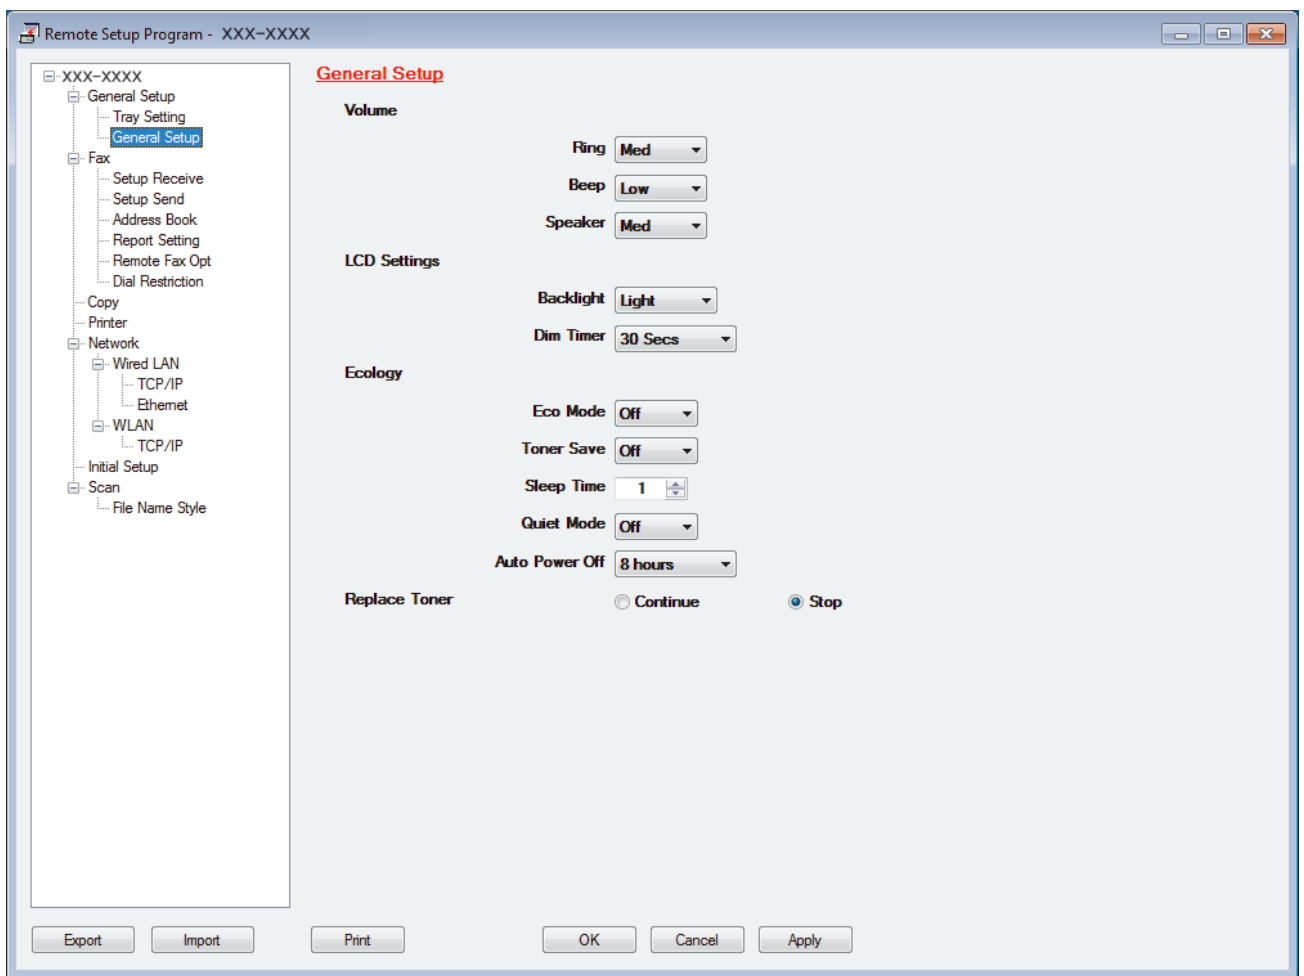 Remote Setup Program - XXX-XXXX
XXX-XXXX
General Setup
Tray Setting
General Setup
Fax
Setup Receive
Setup Send
Address Book
Report Setting
Remote Fax Opt
Dial Restriction
Copy
Printer
Network
Wired LAN
TCP/IP
Ethernet
WLAN
TCP/IP
Initial Setup
Scan
File Name Style
General Setup
Volume
Ring Med
Beep Low
Speaker Med
LCD Settings
Backlight Light
Dim Timer 30 Secs
Ecology
Eco Mode Off
Toner Save Off
Sleep Time 1
Quiet Mode Off
Auto Power Off 8 hours
Replace Toner Continue Stop
Export Import Print OK Cancel Apply